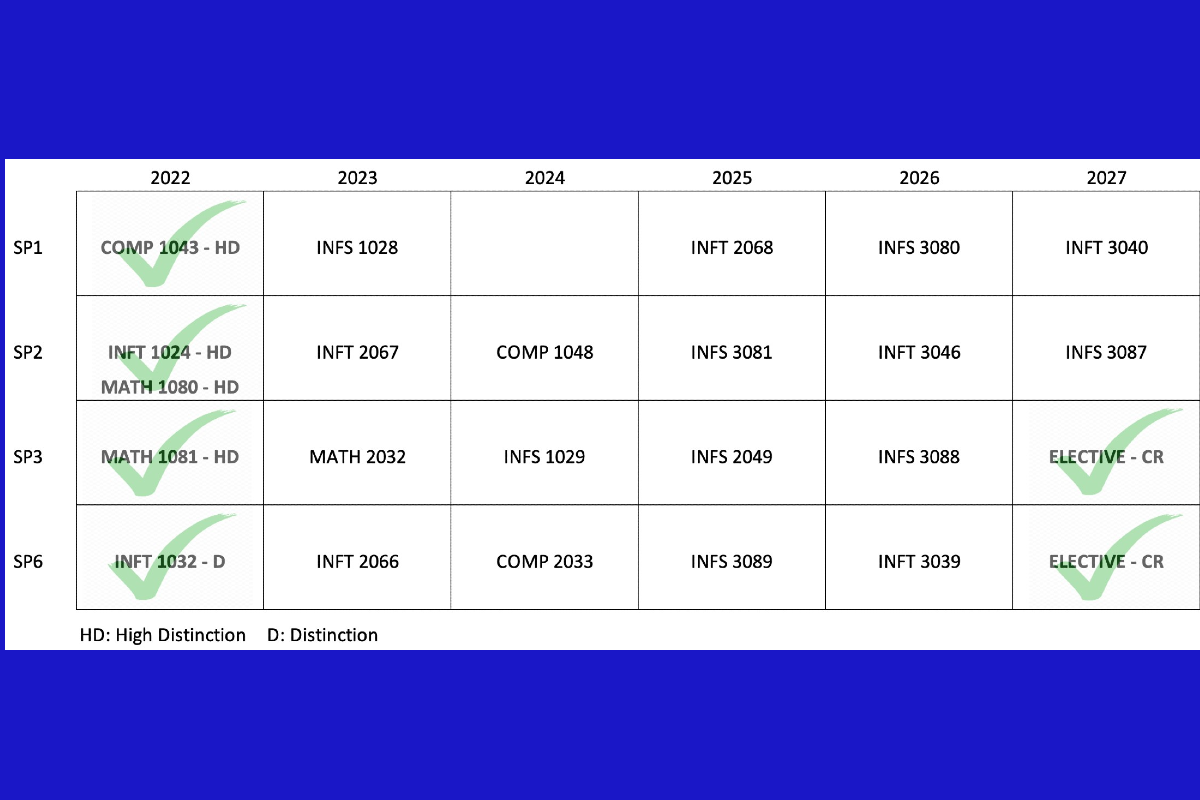 2022 2023 2024 2025 2026 2027
SP1 COMP 1043 - HD INFS 1028 INFT 2068 INFS 3080 INFT 3040
SP2 INFT 1024 - HD INFT 2067 COMP 1048 INFS 3081 INFT 3046 INFS 3087
MATH 1080 - HD
SP3 MATH 1081 - HD MATH 2032 INFS 1029 INFS 2049 INFS 3088 ELECTIVE - CR
SP6 INFT 1032 - D INFT 2066 COMP 2033 INFS 3089 INFT 3039 ELECTIVE - CR
HD: High Distinction D: Distinction